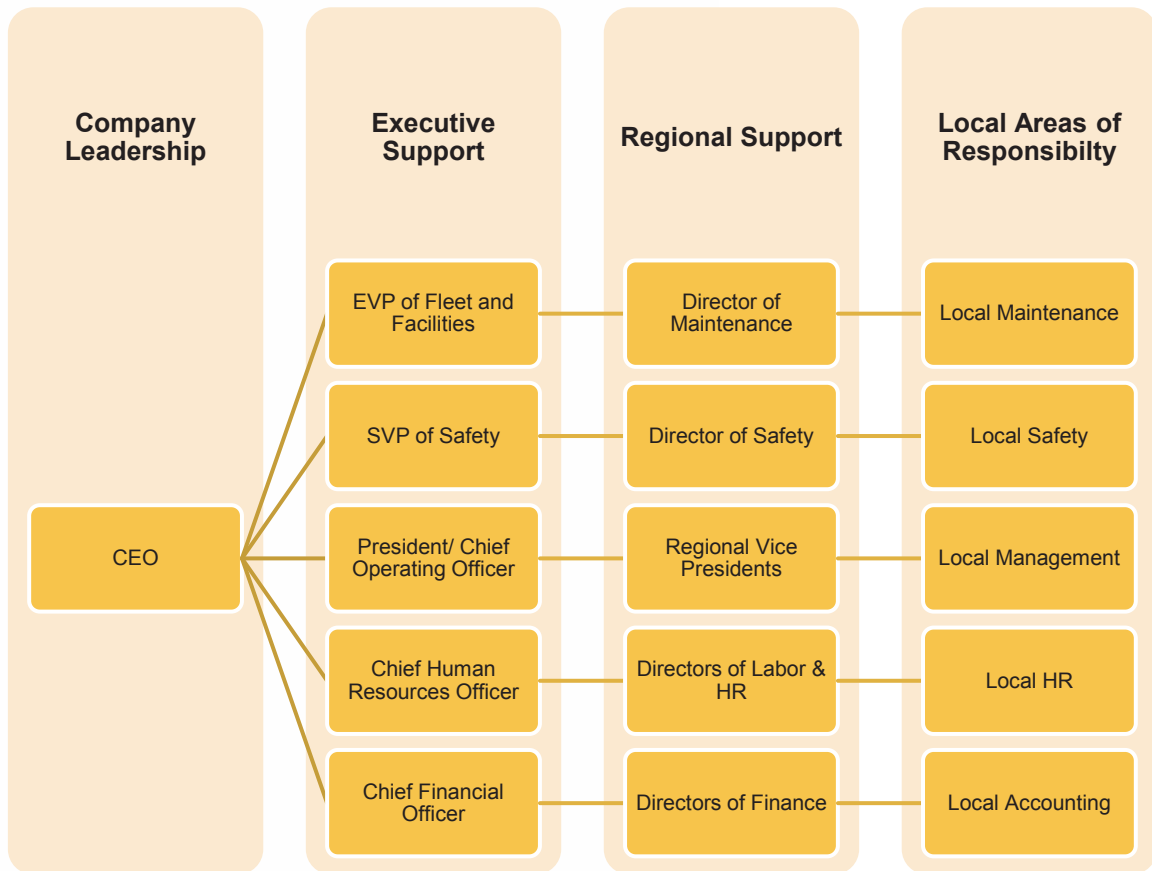 Company
Leadership
Executive
Support
Regional Support
Local Areas of
Responsibilty
CEO
EVP of Fleet and
Facilities
Director of
Maintenance
Local Maintenance
SVP of Safety
Director of Safety
Local Safety
President/ Chief
Operating Officer
Regional Vice
Presidents
Local Management
Chief Human
Resources Officer
Directors of Labor &
HR
Local HR
Chief Financial
Officer
Directors of Finance
Local Accounting